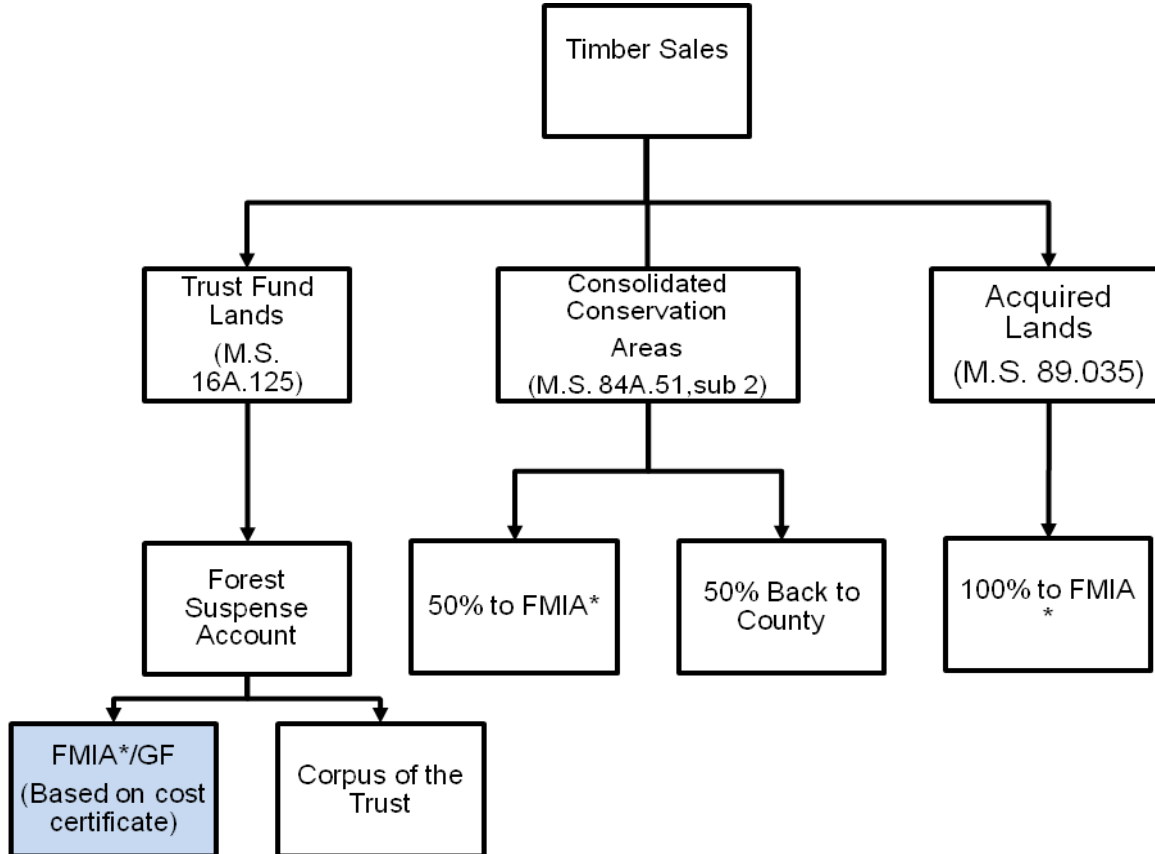 Timber Sales
Trust Fund
Lands
(M.S.
16A.125)
Consolidated
Conservation
Areas
(M.S. 84A.51,sub 2)
Acquired
Lands
(M.S. 89.035)
Forest
Suspense
Account
50% to FMIA*
50% Back to
County
100% to FMIA
*
FMIA*/GF
(Based on cost
certificate)
Corpus of the
Trust